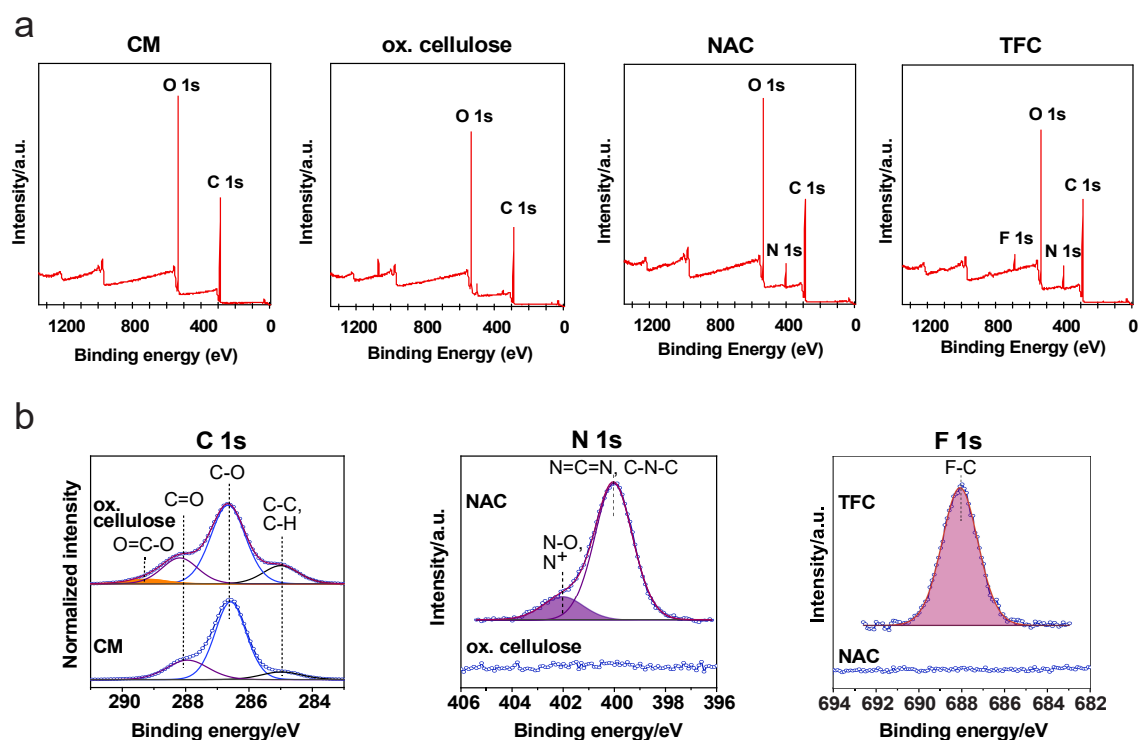 a
CM
ox. cellulose
NAC
TFC
O 1s
C 1s
O 1s
C 1s
O 1s
C 1s
N 1s
O 1s
C 1s
F 1s
N 1s
Intensity/a.u.
Intensity/a.u.
Intensity/a.u.
Intensity/a.u.
1200 800 400 0
1200 800 400 0
1200 800 400 0
1200 800 400 0
Binding energy (eV)
Binding Energy (eV)
Binding Energy (eV)
Binding Energy (eV)
b
C 1s
N 1s
F 1s
C-O
C=O
ox.
cellulose
O=C-O
C-C,
C-H
CM
Normalized intensity
290 288 286 284
Binding energy/eV
N=C=N, C-N-C
NAC
N-O,
N+
ox. cellulose
Intensity/a.u.
406 404 402 400 398 396
Binding energy/eV
F-C
TFC
NAC
Intensity/a.u.
694 692 690 688 686 684 682
Binding energy/eV